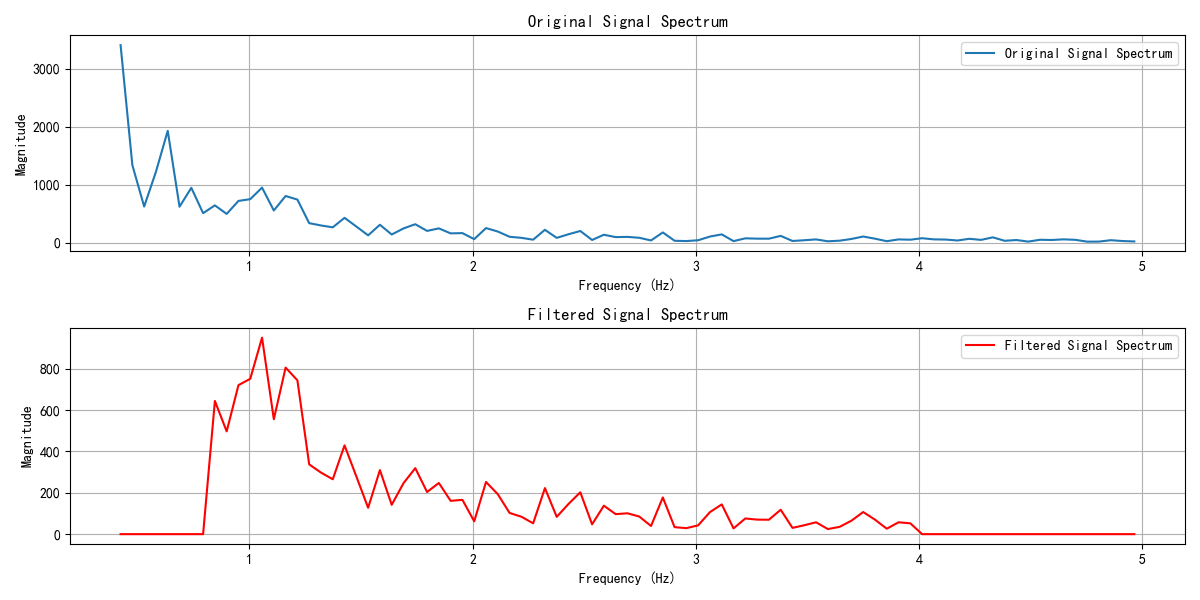 Original Signal Spectrum
Original Signal Spectrum
3000
2000
1000
0
Magnitude
1 2 3 4 5
Frequency (Hz)
Filtered Signal Spectrum
Filtered Signal Spectrum
800
600
400
200
0
Magnitude
1 2 3 4 5
Frequency (Hz)